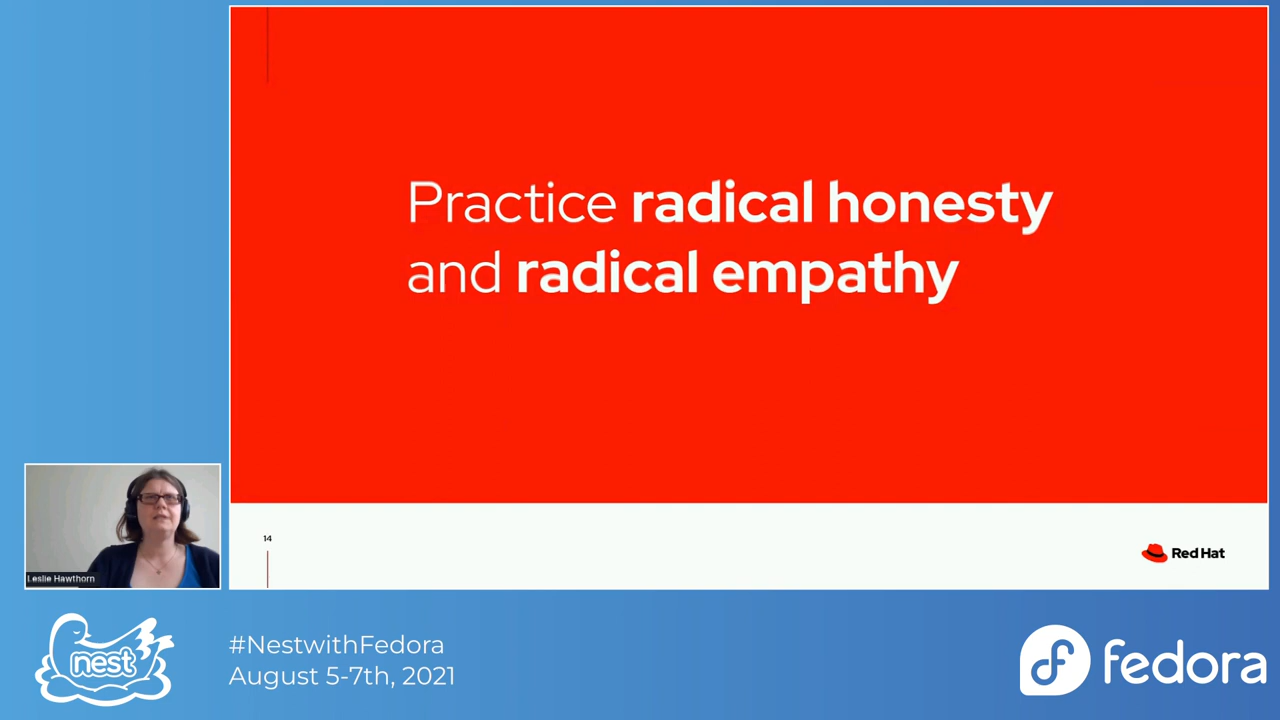 Practice radical honesty
and radical empathy
14
Red Hat
Leslie Hawthorn
nest
#NestwithFedora
August 5-7th, 2021
fedora